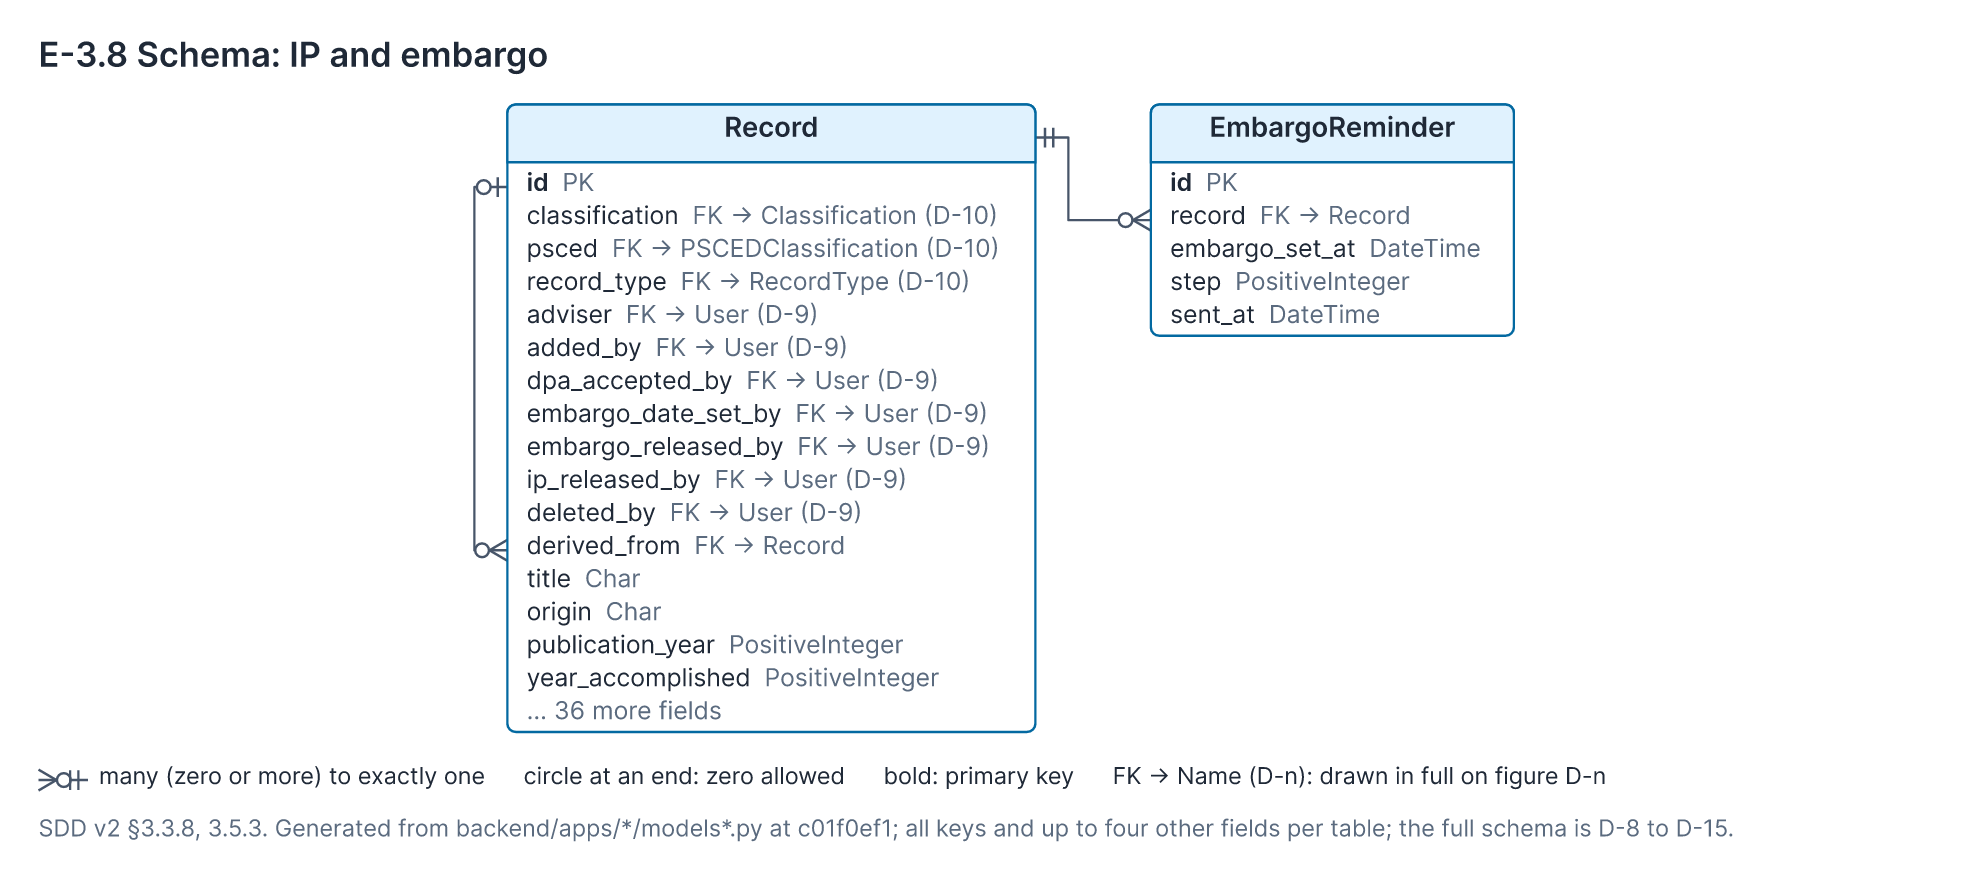 E-3.8 Schema: IP and embargo
Record
id PK
classification FK → Classification (D-10)
psced FK → PSCEDClassification (D-10)
record_type FK → RecordType (D-10)
adviser FK → User (D-9)
added_by FK → User (D-9)
dpa_accepted_by FK → User (D-9)
embargo_date_set_by FK → User (D-9)
embargo_released_by FK → User (D-9)
ip_released_by FK → User (D-9)
deleted_by FK → User (D-9)
derived_from FK → Record
title Char
origin Char
publication_year PositiveInteger
year_accomplished PositiveInteger
... 36 more fields
EmbargoReminder
id PK
record FK → Record
embargo_set_at DateTime
step PositiveInteger
sent_at DateTime
many (zero or more) to exactly one circle at an end: zero allowed bold: primary key FK → Name (D-n): drawn in full on figure D-n
SDD v2 §3.3.8, 3.5.3. Generated from backend/apps/*/models*.py at c01f0ef1; all keys and up to four other fields per table; the full schema is D-8 to D-15.